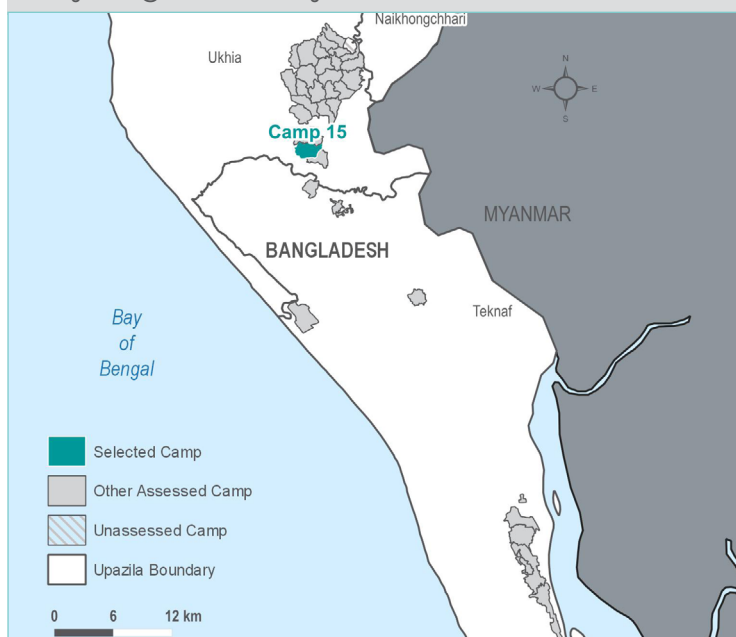 Naikhongchhari
Ukhia
N
W
E
S
Camp 15
MYANMAR
BANGLADESH
Teknaf
Bay
of
Bengal
Selected Camp
Other Assessed Camp
Unassessed Camp
Upazila Boundary
0 6 12 km